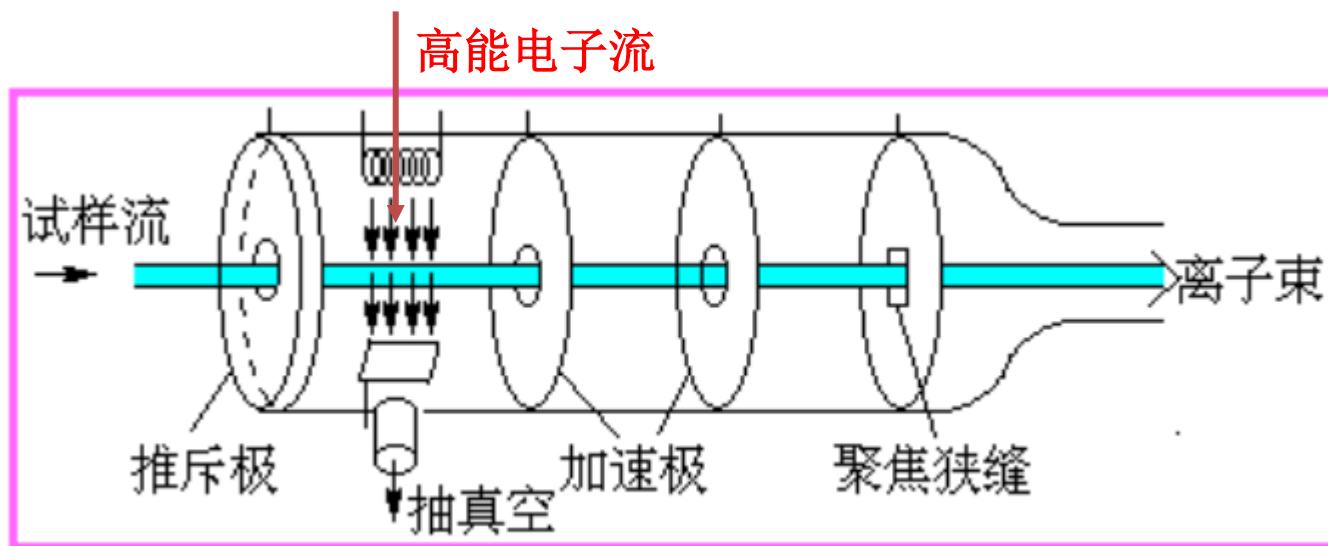 高能电子流
试样流
离子束
推斥极
加速极
聚焦狭缝
抽真空